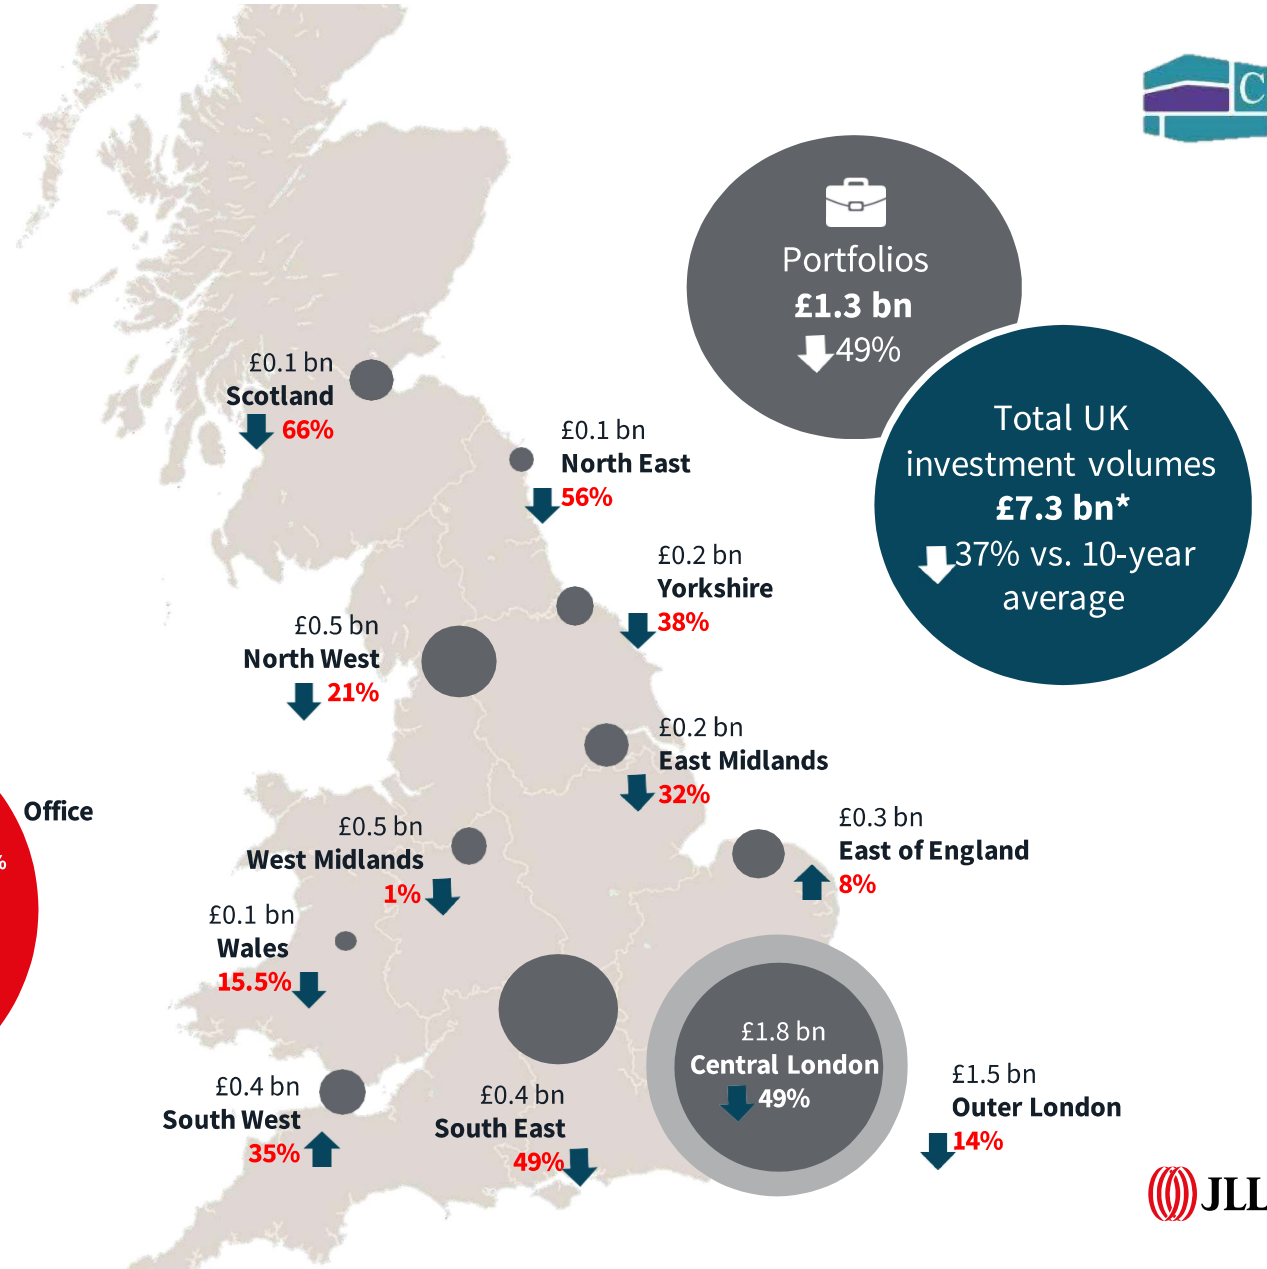 C
Portfolios
£1.3 bn
49%
Total UK
investment volumes
£7.3 bn*
37% vs. 10-year
average
£0.1 bn
Scotland
66%
£0.1 bn
North East
56%
£0.2 bn
Yorkshire
38%
£0.5 bn
North West
21%
£0.2 bn
East Midlands
32%
Office
%
£0.5 bn
West Midlands
1%
£0.3 bn
East of England
8%
£0.1 bn
Wales
15.5%
£1.8 bn
Central London
49%
£0.4 bn
South West
35%
£0.4 bn
South East
49%
£1.5 bn
Outer London
14%
JLL